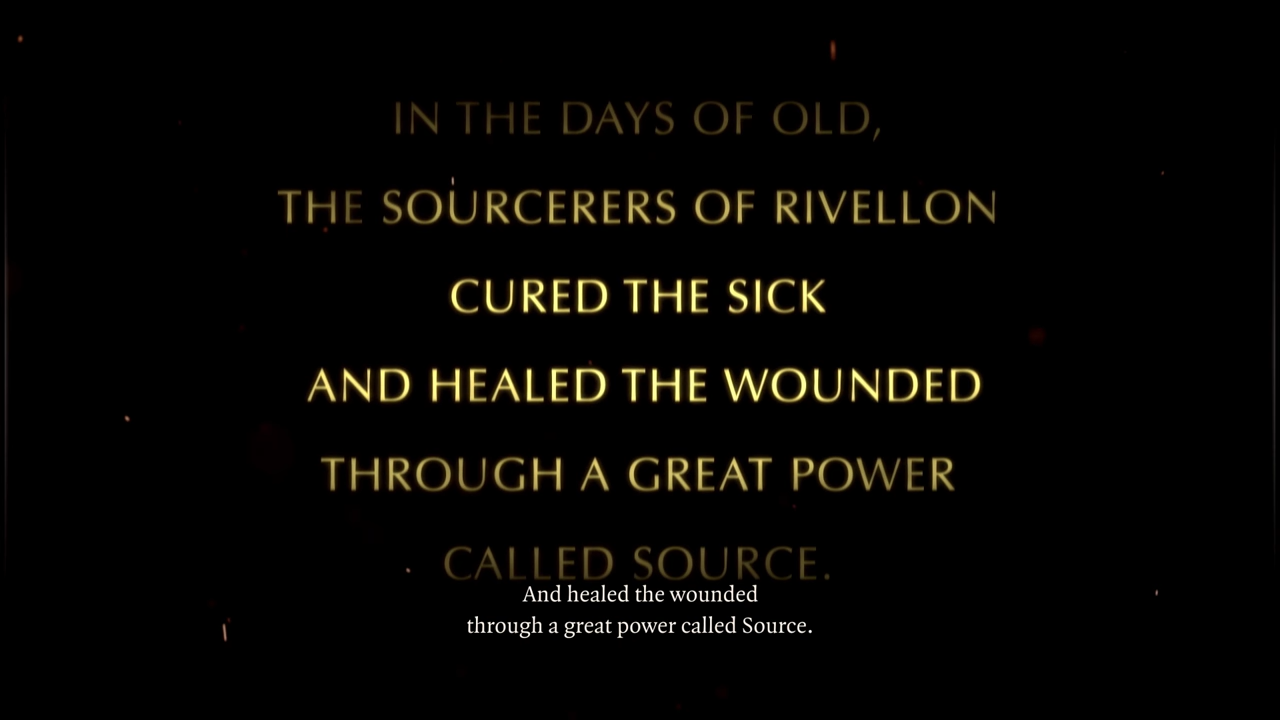 IN THE DAYS OF OLD,
THE SOURCERERS OF RIVELLON
CURED THE SICK
AND HEALED THE WOUNDED
THROUGH A GREAT POWER
CALLED SOURCE.
And healed the wounded
through a great power called Source.